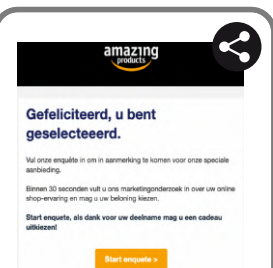 amazing
products
Gefeliciteerd, u bent
geselecteeerd.
Vul onze enquête in om in aanmerking te komen voor onze speciale
aanbieding.
Binnen 30 seconden vult u ons marketingonderzoek in over uw online
shop-ervaring en mag u uw beloning kiezen.
Start enquete, als dank voor uw deelname mag u een cadeau
uitkiezen!
Start enquete >